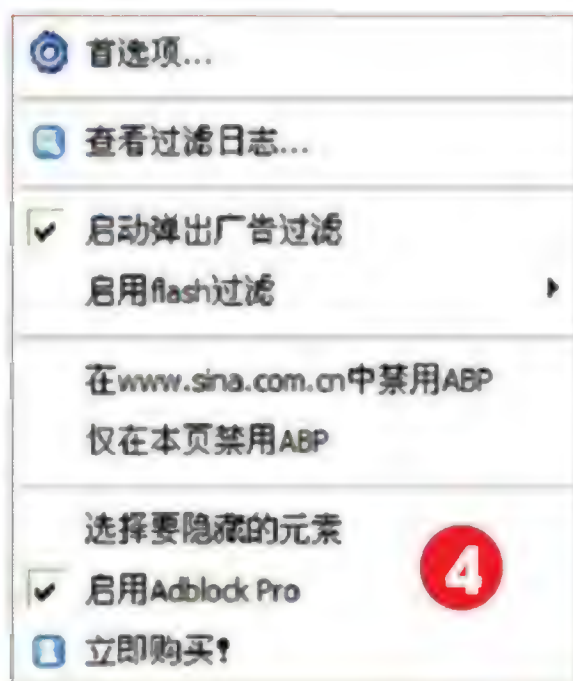 首选项...
查看过滤日志...
启动弹出广告过滤
启用flash过滤
在www.sina.com.cn中禁用ABP
仅在本页禁用ABP
选择要隐藏的元素
4
启用Adblock Pro
立即购买!